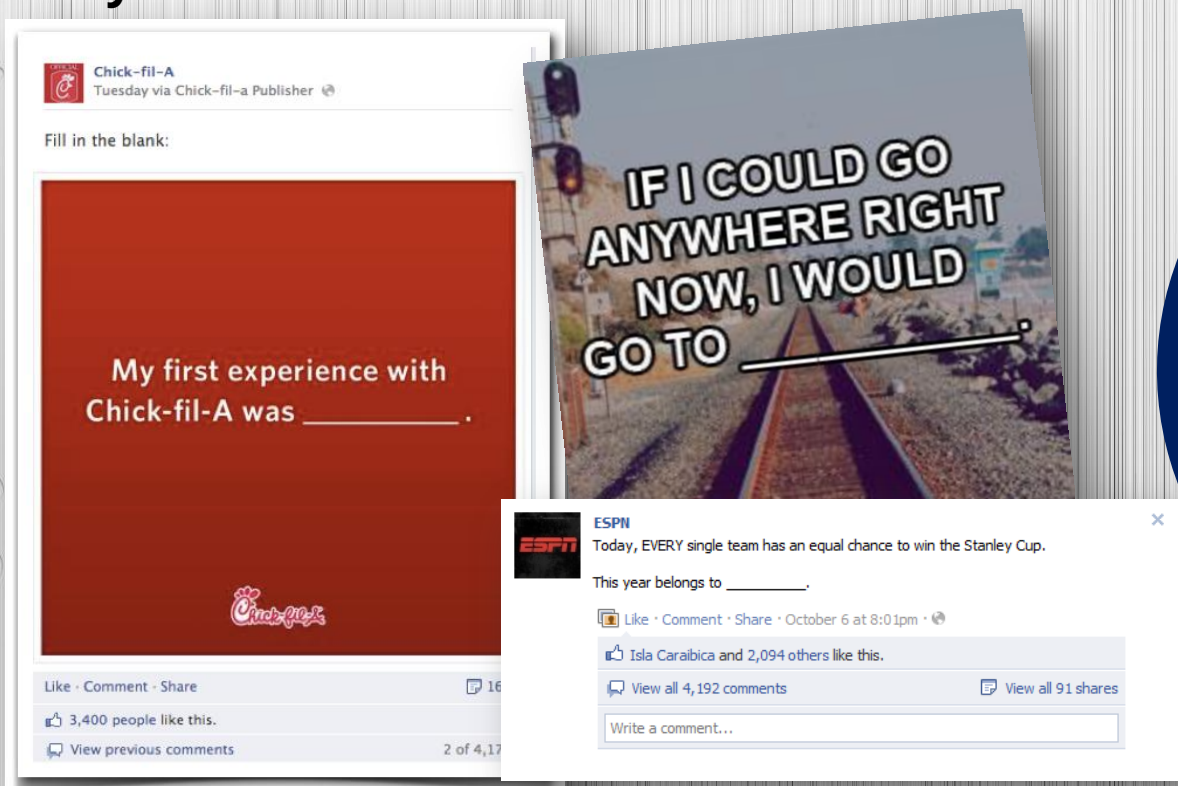 OFFICIAL
Chick-fil-A
Tuesday via Chick-fil-a Publisher
Fill in the blank:
My first experience with
Chick-fil-A was __________ .
Chick-fil-A
Like · Comment · Share
16
3,400 people like this.
View previous comments
2 of 4,17
IF I COULD GO
ANYWHERE RIGHT
NOW, I WOULD
GO TO __________.
ESPN
ESPN
Today, EVERY single team has an equal chance to win the Stanley Cup.
This year belongs to __________.
Like · Comment · Share · October 6 at 8:01pm ·
Isla Caraibica and 2,094 others like this.
View all 4,192 comments
View all 91 shares
Write a comment...